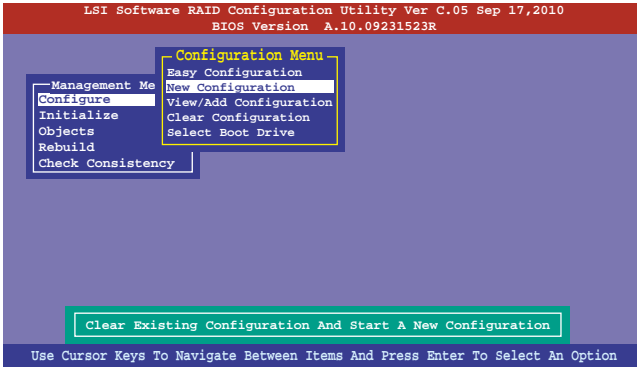 LSI Software RAID Configuration Utility Ver C.05 Sep 17,2010
BIOS Version A.10.09231523R
Configuration Menu
Easy Configuration
New Configuration
View/Add Configuration
Clear Configuration
Select Boot Drive
Management Me
Configure
Initialize
Objects
Rebuild
Check Consistency
Clear Existing Configuration And Start A New Configuration
Use Cursor Keys To Navigate Between Items And Press Enter To Select An Option